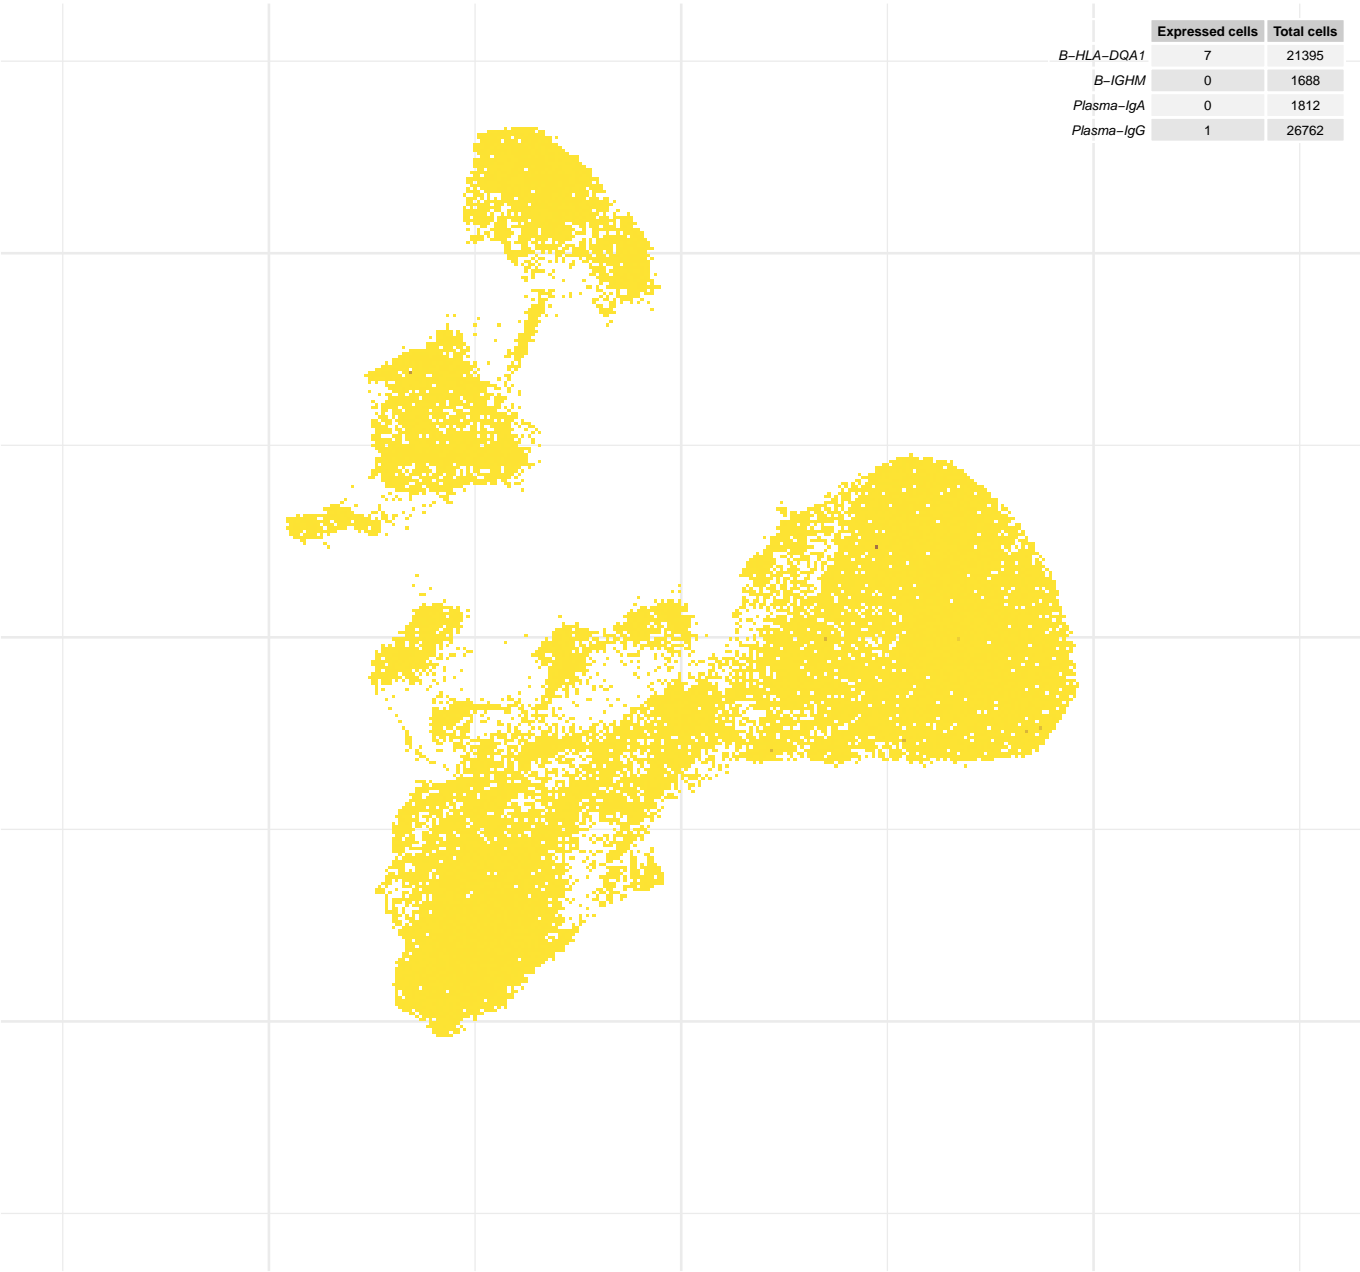 Expressed cells Total cells
B−HLA−DQA1 7 21395
B−IGHM 0 1688
Plasma−IgA 0 1812
Plasma−IgG 1 26762